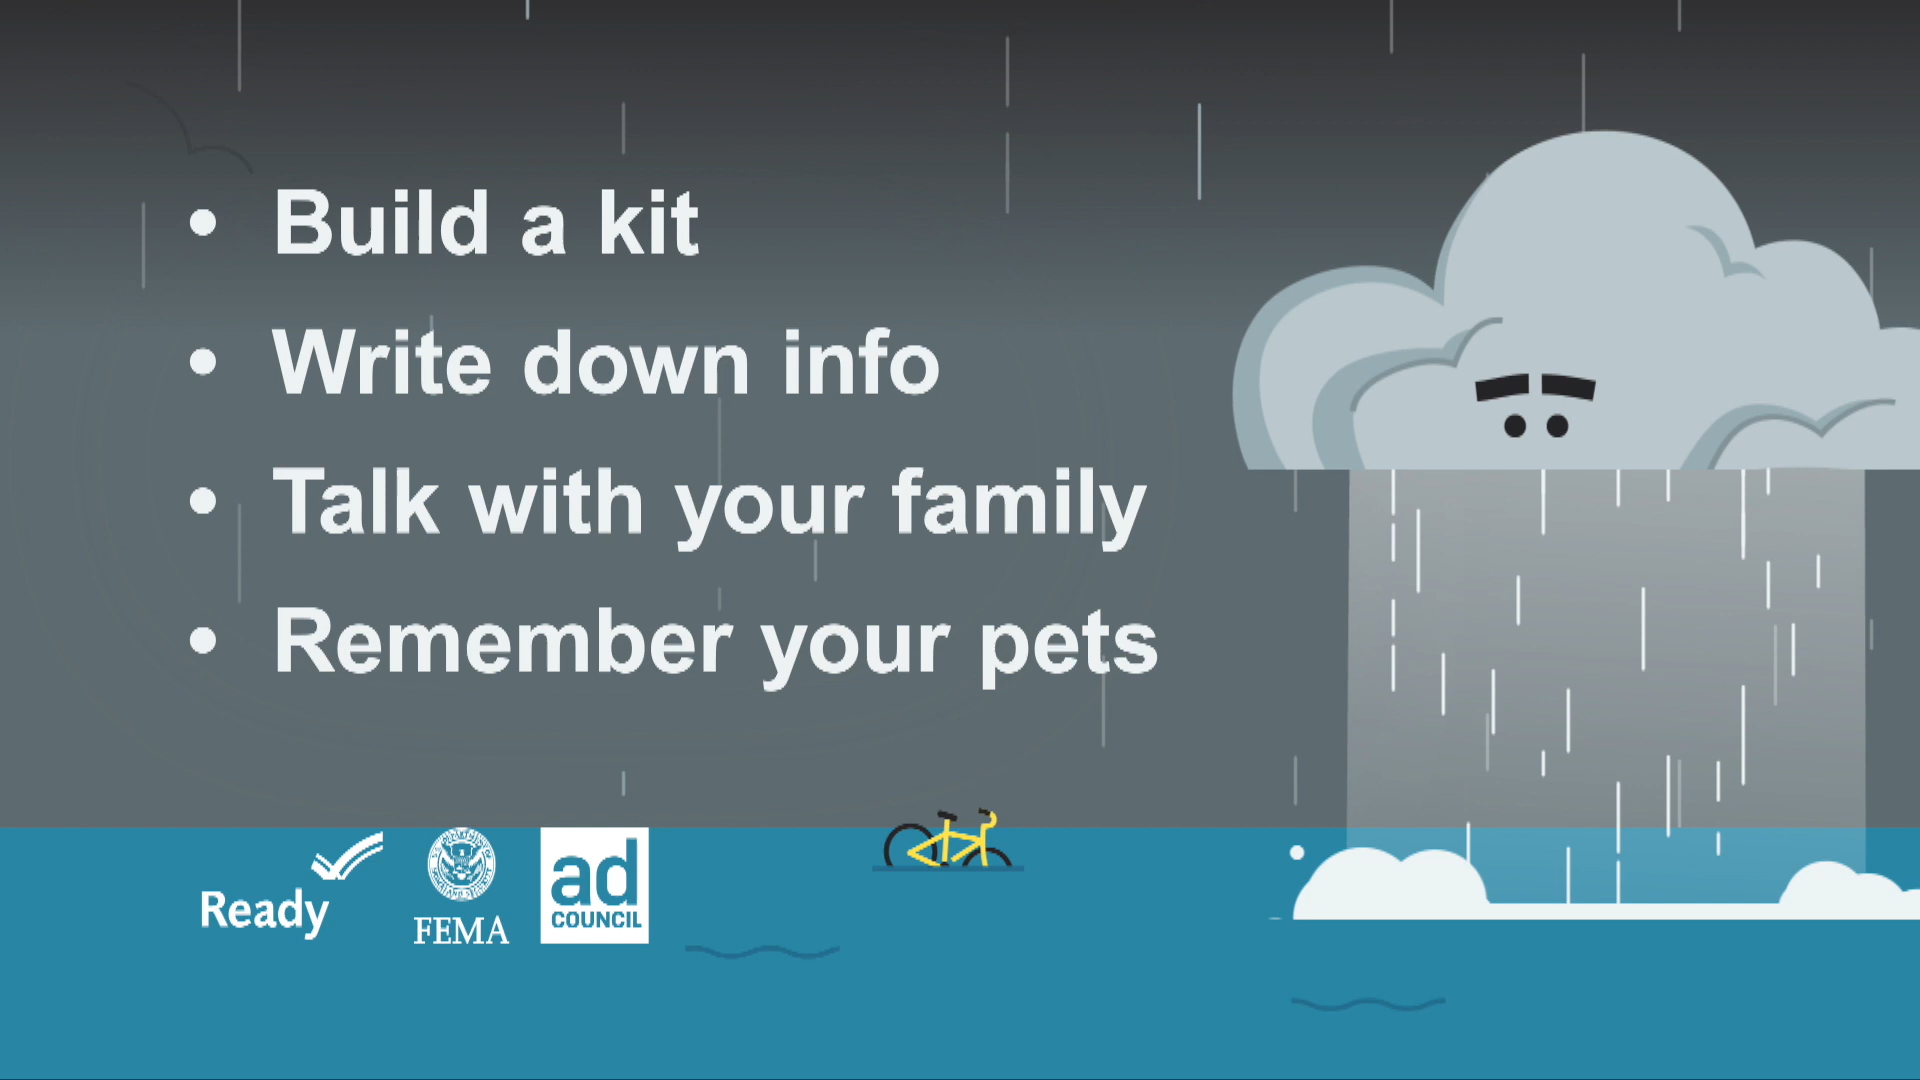 • Build a kit
• Write down info
• Talk with your family
• Remember your pets
Ready
FEMA
ad
COUNCIL